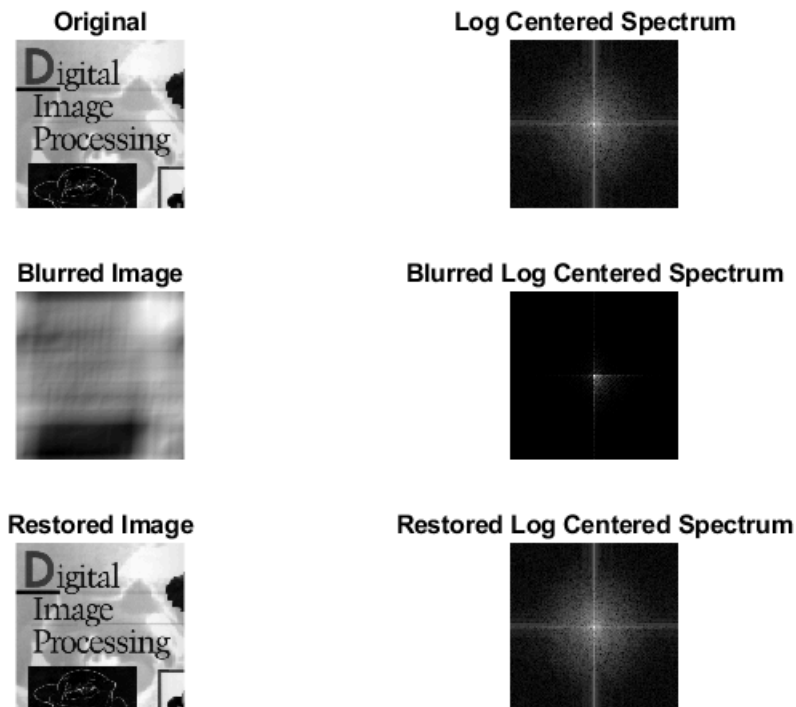 Original
Log Centered Spectrum
Digital
Image
Processing
Blurred Image
Blurred Log Centered Spectrum
Restored Image
Restored Log Centered Spectrum
Digital
Image
Processing